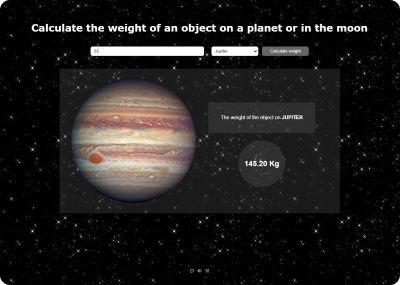 Calculate the weight of an object on a planet or in the moon
55 Jupiter Calculate weight
The weight of the object on JUPITER
145.20 Kg